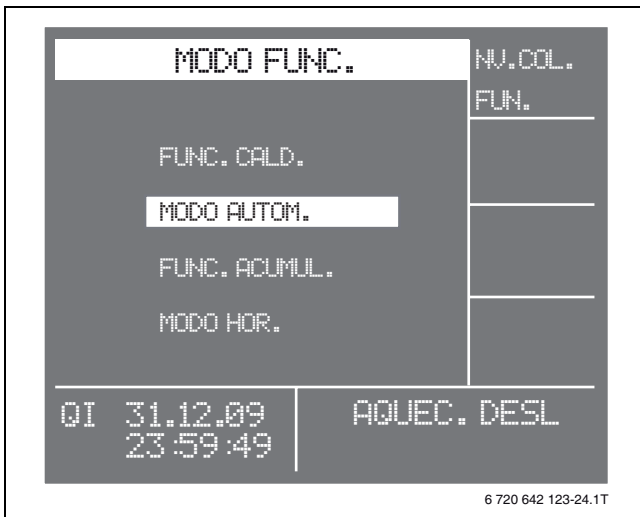 MODO FUNC.
NV.COL.
FUN.
FUNC. CALD.
MODO AUTOM.
FUNC. ACUMUL.
MODO HOR.
QI 31.12.09
23:59:49
AQUEC. DESL
6 720 642 123-24.1T